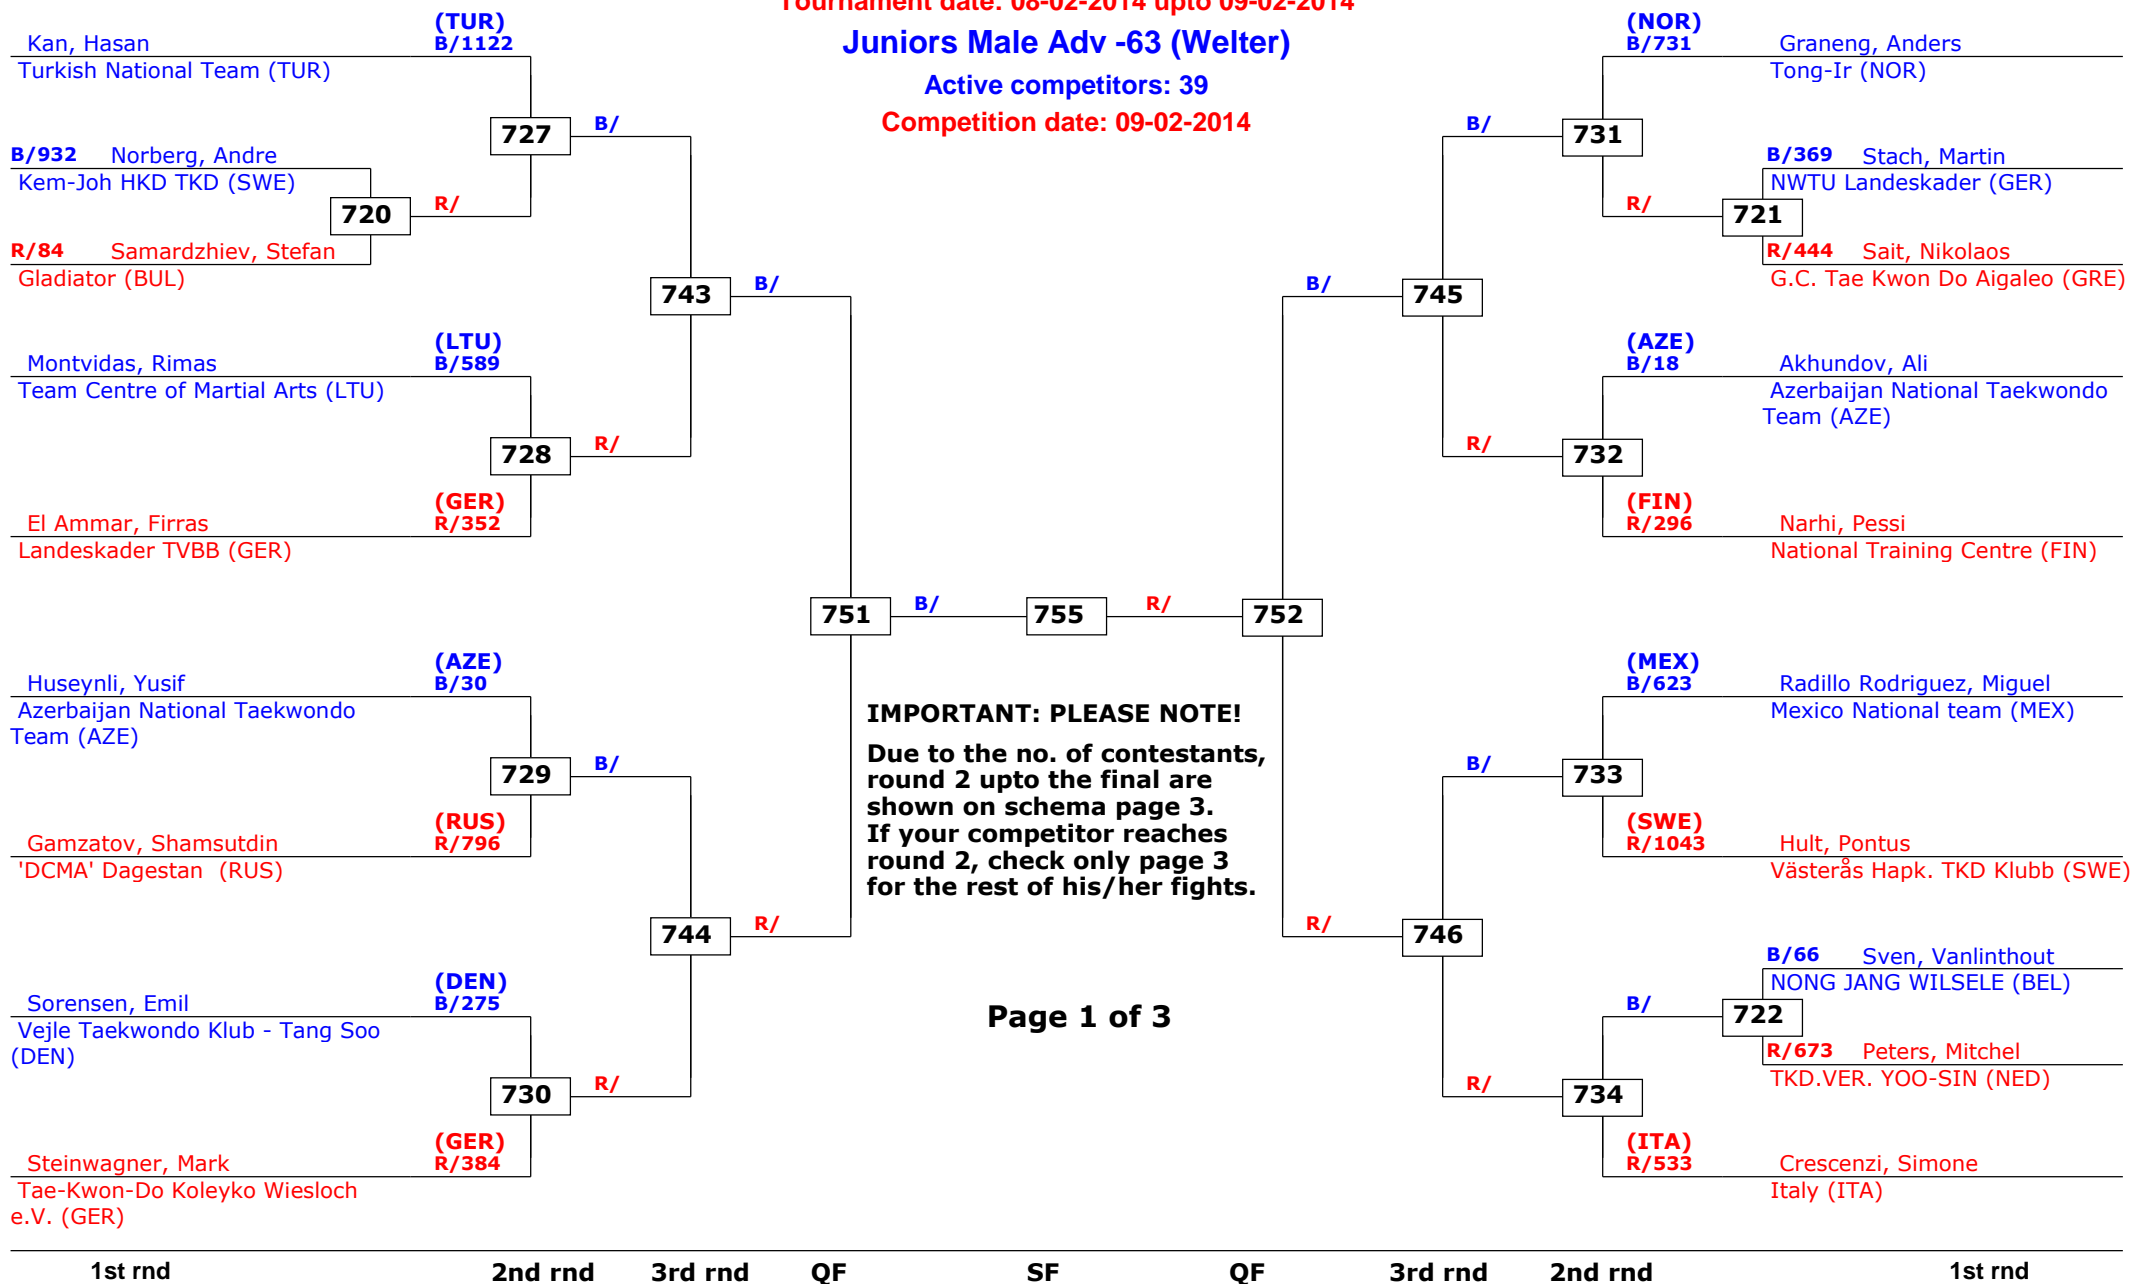 Tournament date: 08-02-2014 upto 09-02-2014
Juniors Male Adv -63 (Welter)
Active competitors: 39
Competition date: 09-02-2014
(TUR)
Kan, Hasan B/1122
Turkish National Team (TUR)
727 B/
B/932 Norberg, Andre
Kem-Joh HKD TKD (SWE)
720 R/
R/84 Samardzhiev, Stefan
Gladiator (BUL)
743 B/
(LTU)
Montvidas, Rimas B/589
Team Centre of Martial Arts (LTU)
728 R/
(GER)
El Ammar, Firras R/352
Landeskader TVBB (GER)
751 B/ 755 R/ 752
(AZE)
Huseynli, Yusif B/30
Azerbaijan National Taekwondo
Team (AZE)
729 B/
(RUS)
Gamzatov, Shamsutdin R/796
'DCMA' Dagestan (RUS)
744 R/
(DEN)
Sorensen, Emil B/275
Vejle Taekwondo Klub - Tang Soo
(DEN)
730 R/
(GER)
Steinwagner, Mark R/384
Tae-Kwon-Do Koleyko Wiesloch
e.V. (GER)
IMPORTANT: PLEASE NOTE!
Due to the no. of contestants,
round 2 upto the final are
shown on schema page 3.
If your competitor reaches
round 2, check only page 3
for the rest of his/her fights.
Page 1 of 3
(NOR)
B/731 Graneng, Anders
Tong-Ir (NOR)
B/ 731
B/369 Stach, Martin
NWTU Landeskader (GER)
R/ 721
R/444 Sait, Nikolaos
G.C. Tae Kwon Do Aigaleo (GRE)
B/ 745
(AZE)
B/18 Akhundov, Ali
Azerbaijan National Taekwondo
Team (AZE)
R/ 732
(FIN)
R/296 Narhi, Pessi
National Training Centre (FIN)
(MEX)
B/623 Radillo Rodriguez, Miguel
Mexico National team (MEX)
B/ 733
(SWE)
R/1043 Hult, Pontus
Västerås Hapk. TKD Klubb (SWE)
R/ 746
B/66 Sven, Vanlinthout
NONG JANG WILSELE (BEL)
B/ 722
R/673 Peters, Mitchel
TKD.VER. YOO-SIN (NED)
R/ 734
(ITA)
R/533 Crescenzi, Simone
Italy (ITA)
1st rnd 2nd rnd 3rd rnd QF SF QF 3rd rnd 2nd rnd 1st rnd